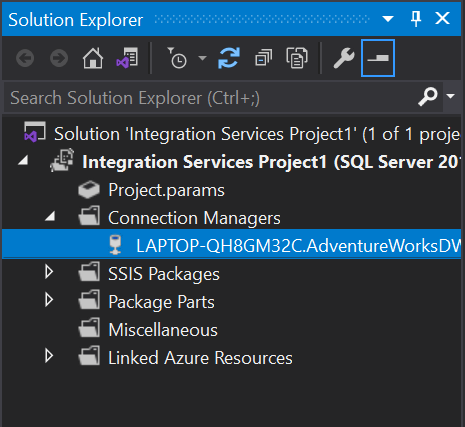 Solution Explorer
Search Solution Explorer (Ctrl+;)
Solution 'Integration Services Project1' (1 of 1 proje
Integration Services Project1 (SQL Server 201
Project.params
Connection Managers
LAPTOP-QH8GM32C.AdventureWorksDW
SSIS Packages
Package Parts
Miscellaneous
Linked Azure Resources